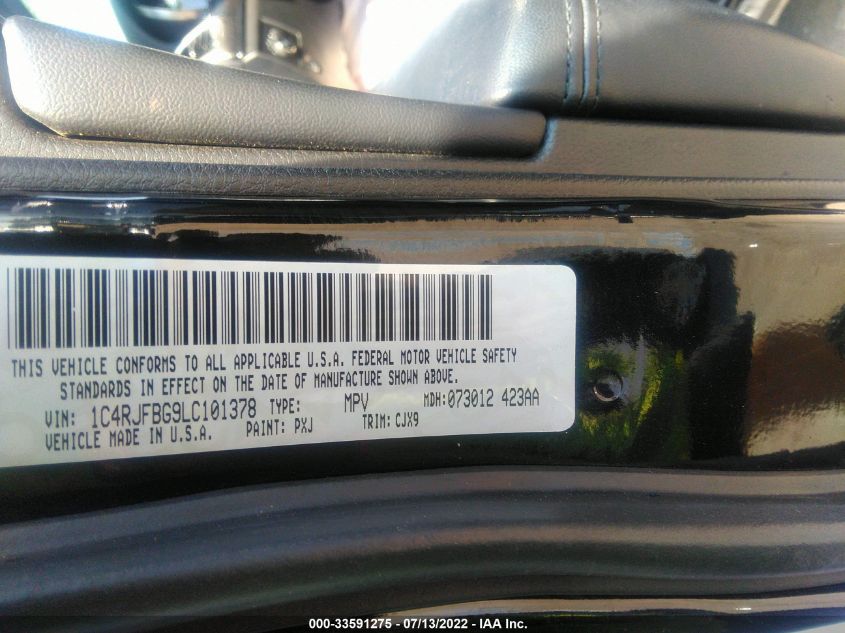 THIS VEHICLE CONFORMS TO ALL APPLICABLE U.S.A. FEDERAL MOTOR VEHICLE SAFETY
STANDARDS IN EFFECT ON THE DATE OF MANUFACTURE SHOWN ABOVE.
VIN: 1C4RJFBG9LC101378 TYPE: MPV MDH: 073012 423AA
VEHICLE MADE IN U.S.A. PAINT: PXJ TRIM: CJX9
000-33591275 - 07/13/2022 - IAA Inc.